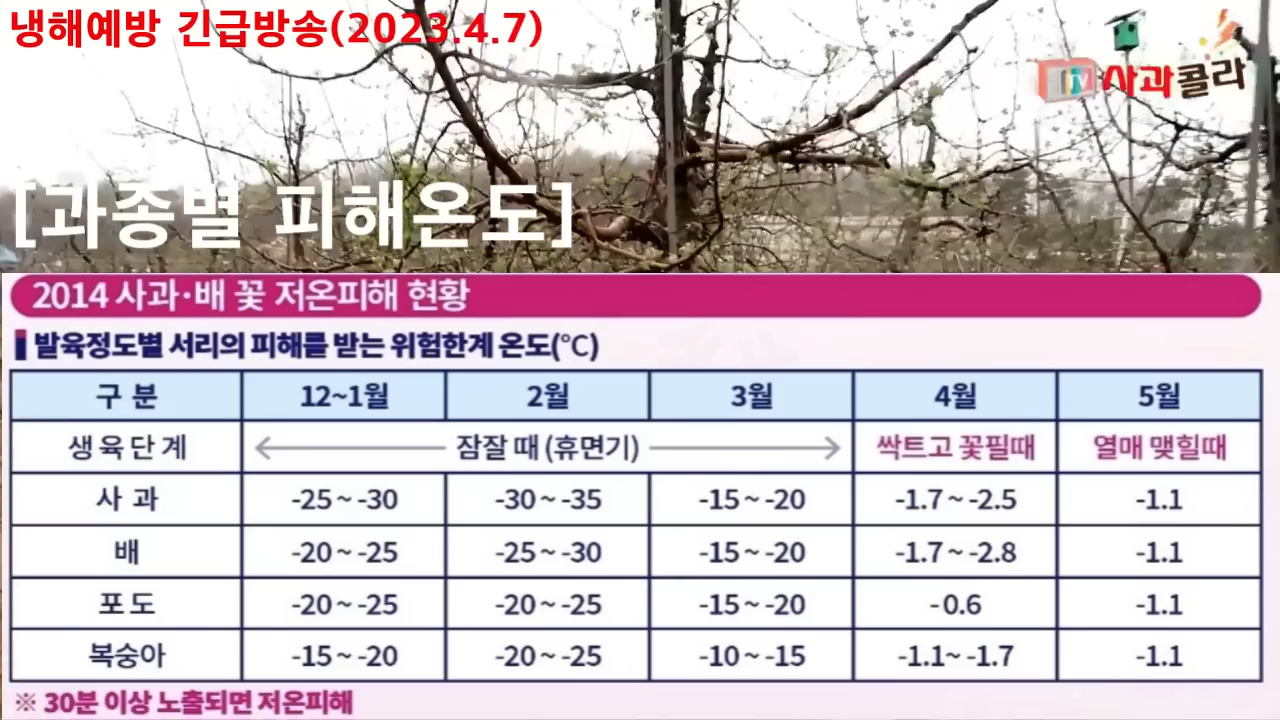 냉해예방 긴급방송(2023.4.7)
TV 사과콜라
[과종별 피해온도]
2014 사과·배 꽃 저온피해 현황
발육정도별 서리의 피해를 받는 위험한계 온도(℃)
구 분 12~1월 2월 3월 4월 5월
생 육 단 계 잠잘 때 (휴면기) 싹트고 꽃필때 열매 맺힐때
사 과 -25 ~ -30 -30 ~ -35 -15 ~ -20 -1.7 ~ -2.5 -1.1
배 -20 ~ -25 -25 ~ -30 -15 ~ -20 -1.7 ~ -2.8 -1.1
포 도 -20 ~ -25 -20 ~ -25 -15 ~ -20 -0.6 -1.1
복숭아 -15 ~ -20 -20 ~ -25 -10 ~ -15 -1.1~ -1.7 -1.1
※ 30분 이상 노출되면 저온피해